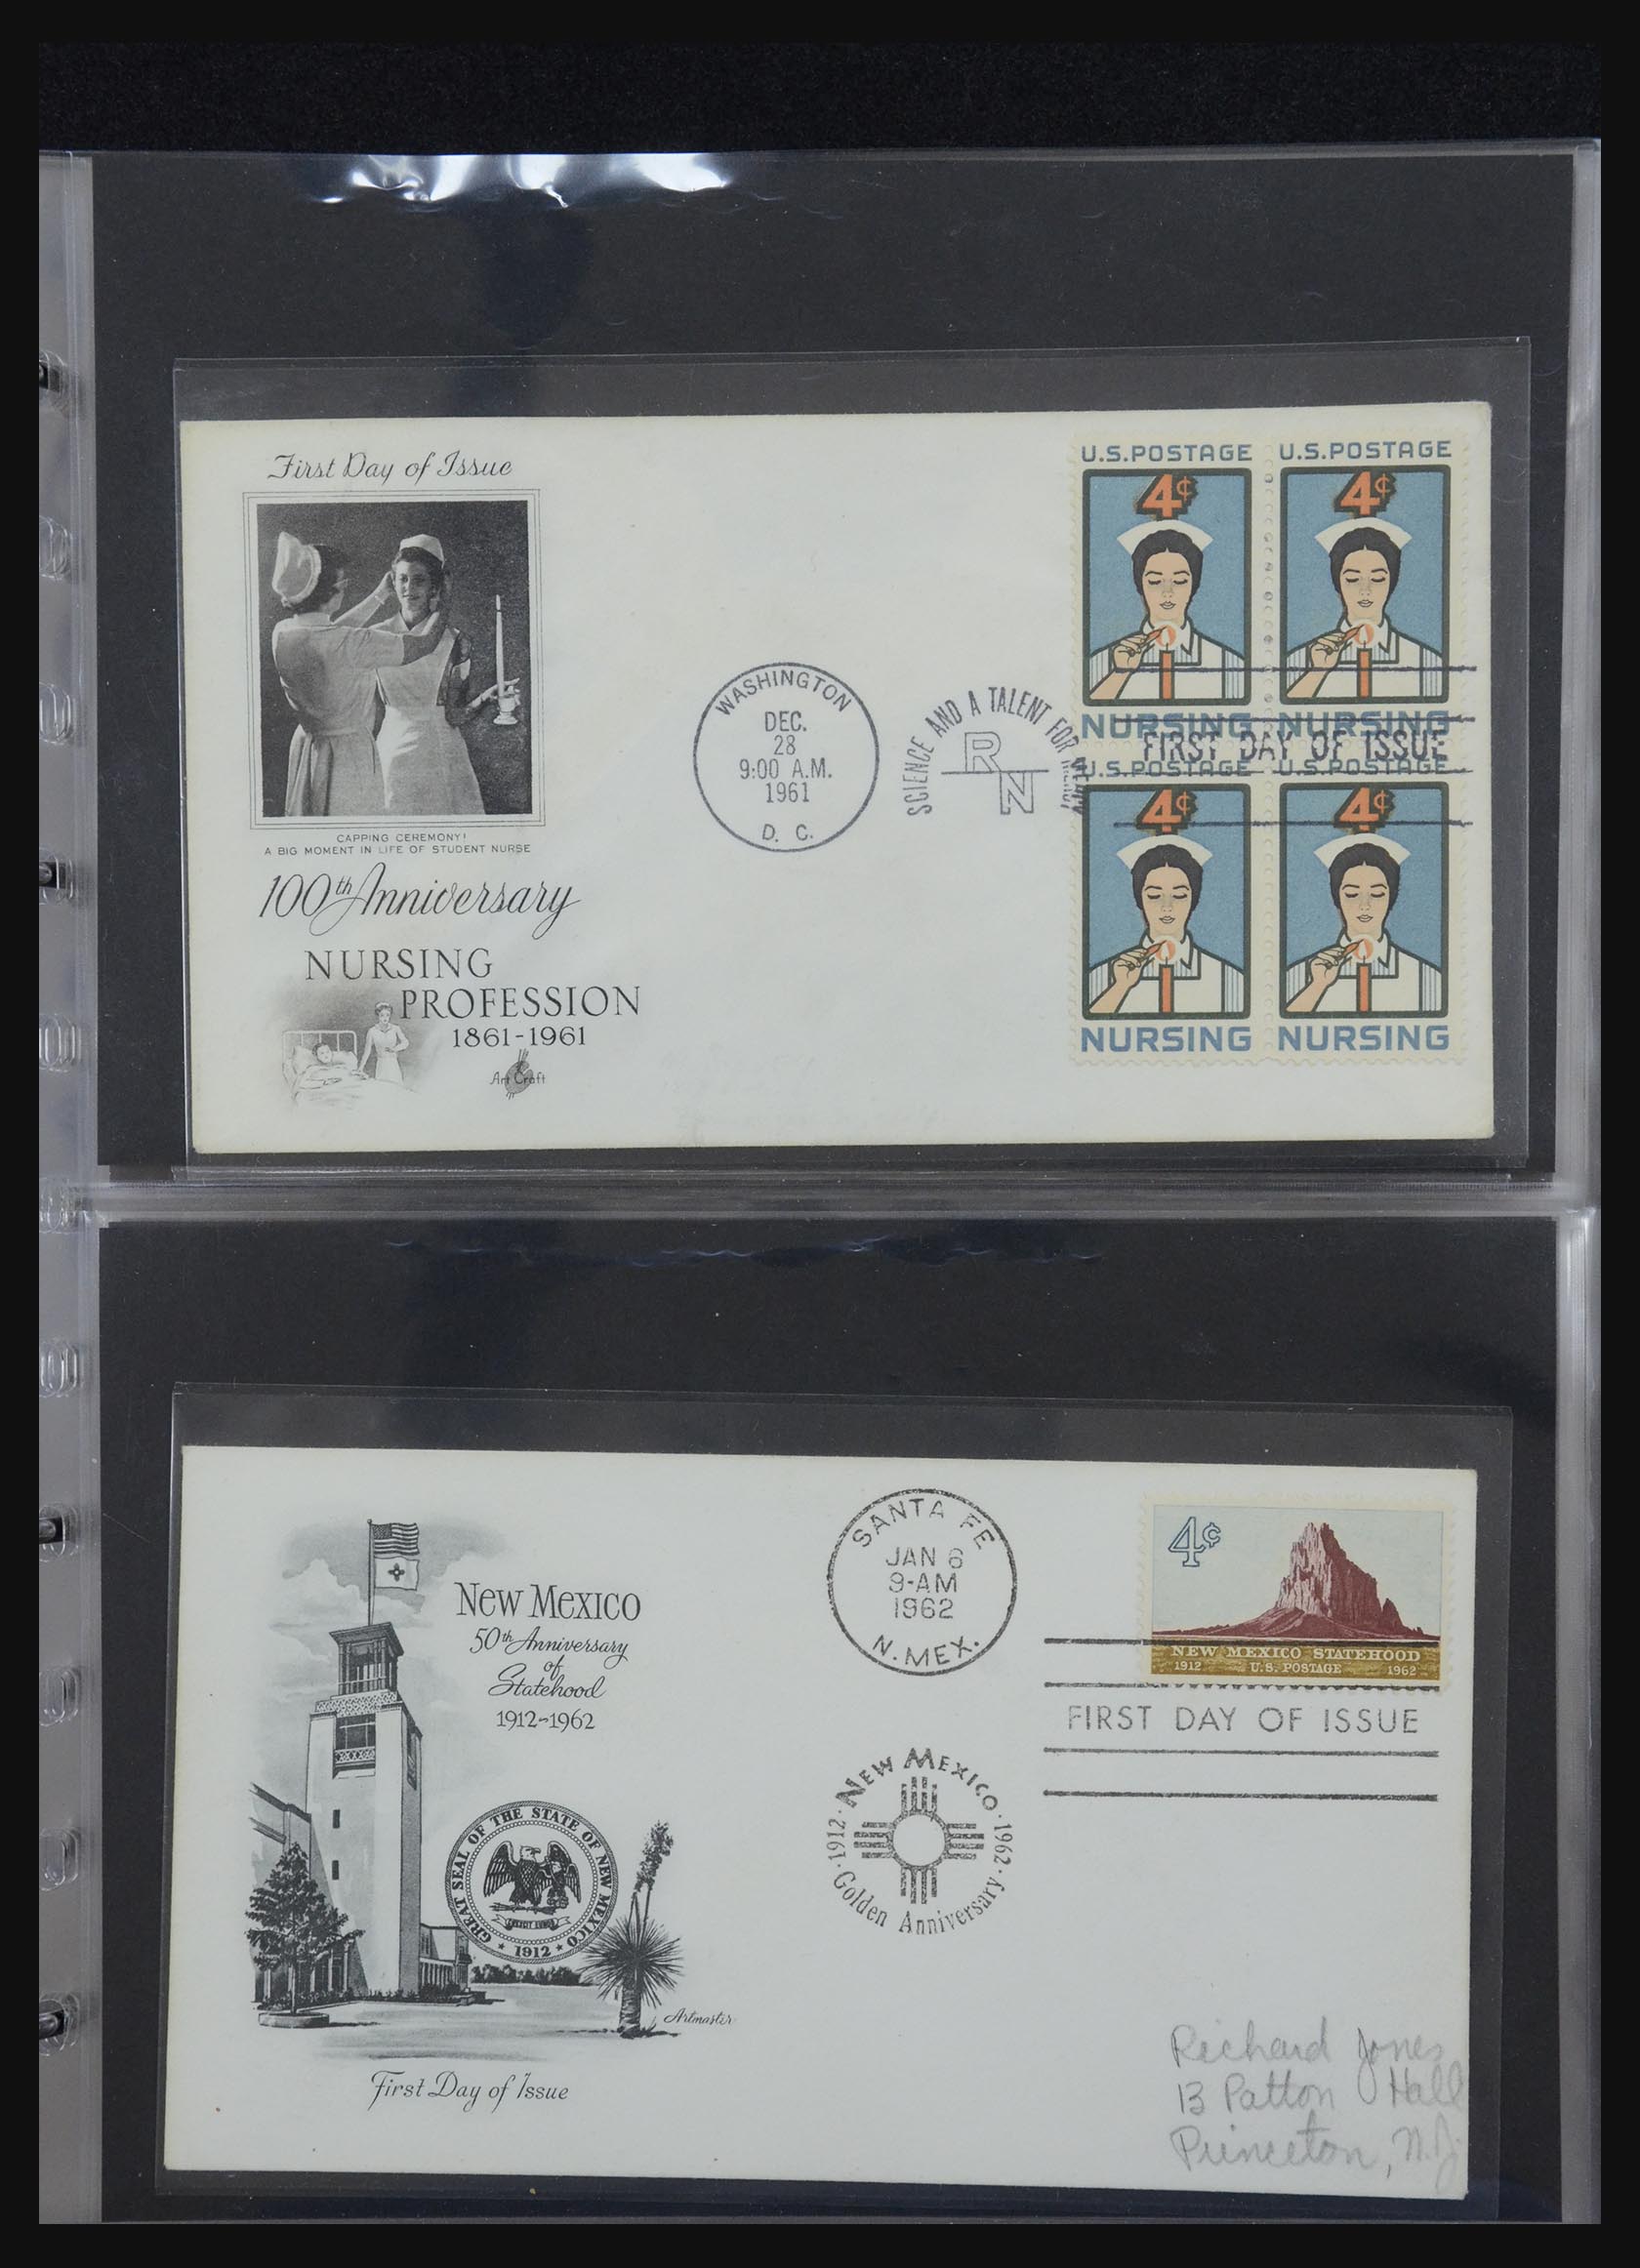 First Day of Issue
CAPPING CEREMONY!
A BIG MOMENT IN LIFE OF STUDENT NURSE
100th Anniversary
NURSING
PROFESSION
1861-1961
Art Craft
WASHINGTON
DEC.
28
9:00 A.M.
1961
D. C.
SCIENCE AND A TALENT FOR MERCY
R
N
U.S.POSTAGE U.S.POSTAGE
4¢ 4¢
NURSING NURSING
FIRST DAY OF ISSUE
U.S.POSTAGE U.S.POSTAGE
4¢ 4¢
NURSING NURSING
New Mexico
50th Anniversary
of
Statehood
1912-1962
GREAT SEAL OF THE STATE OF NEW MEXICO
1912
Artmaster
First Day of Issue
SANTA FE
JAN 6
9-AM
1962
N. MEX.
4¢
NEW MEXICO STATEHOOD
1912 U.S. POSTAGE 1962
FIRST DAY OF ISSUE
NEW MEXICO
1912 · 1962
Golden Anniversary
Richard Jones
13 Patton Hall
Princeton, N.J.